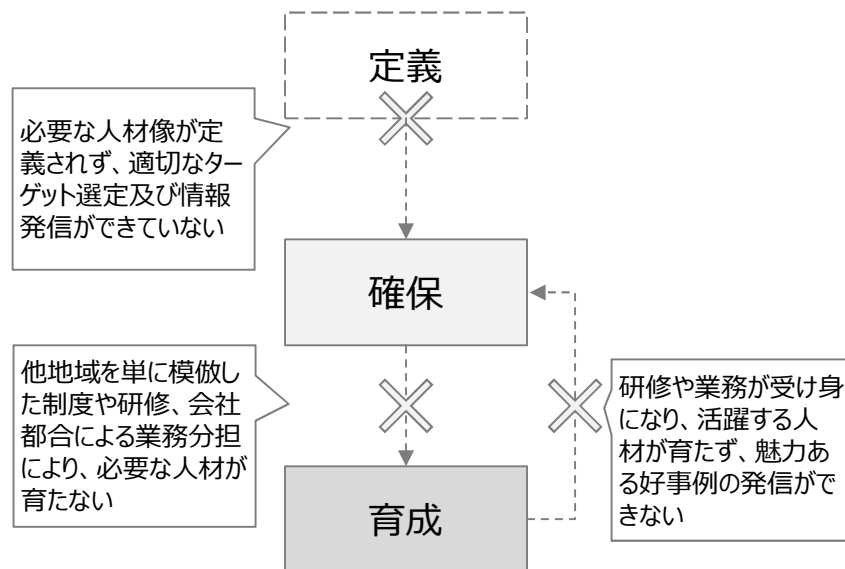 定義
必要な人材像が定
義されず、適切なター
ゲット選定及び情報
発信ができていない
確保
他地域を単に模倣し
た制度や研修、会社
都合による業務分担
により、必要な人材が
育たない
研修や業務が受け身
になり、活躍する人
材が育たず、魅力あ
る好事例の発信がで
きない
育成